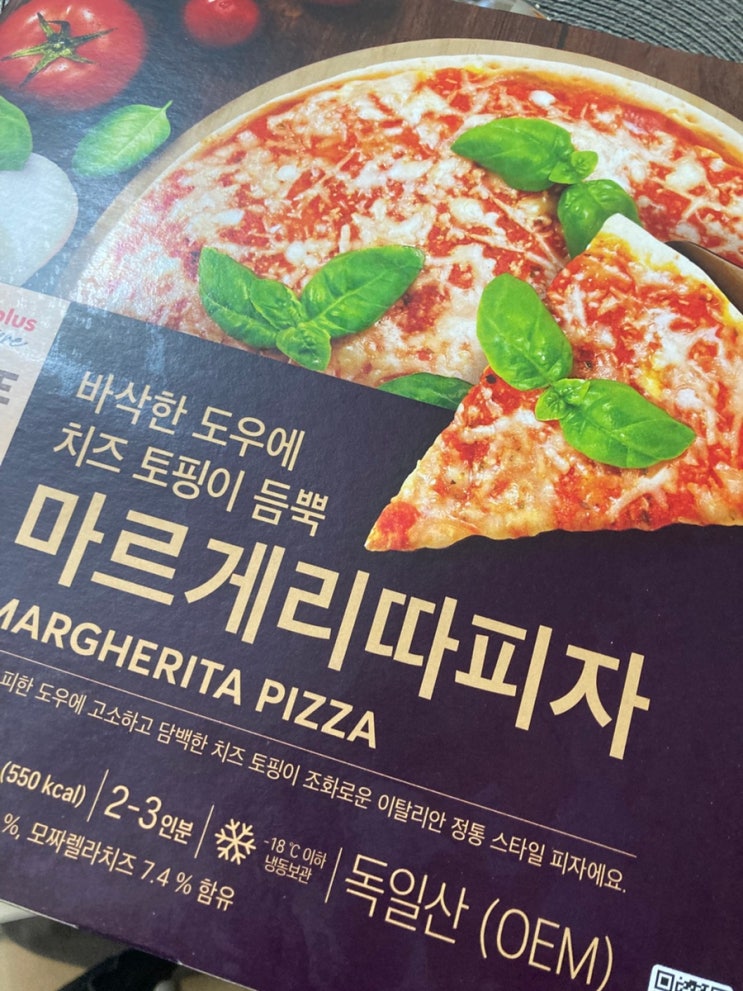 plus
바삭한 도우에
치즈 토핑이 듬뿍
마르게리따피자
MARGHERITA PIZZA
피한 도우에 고소하고 담백한 치즈 토핑이 조화로운 이탈리안 정통 스타일 피자에요.
(550 kcal)
2-3인분
-18℃ 이하
냉동보관
독일산 (OEM)
%, 모짜렐라치즈 7.4 % 함유